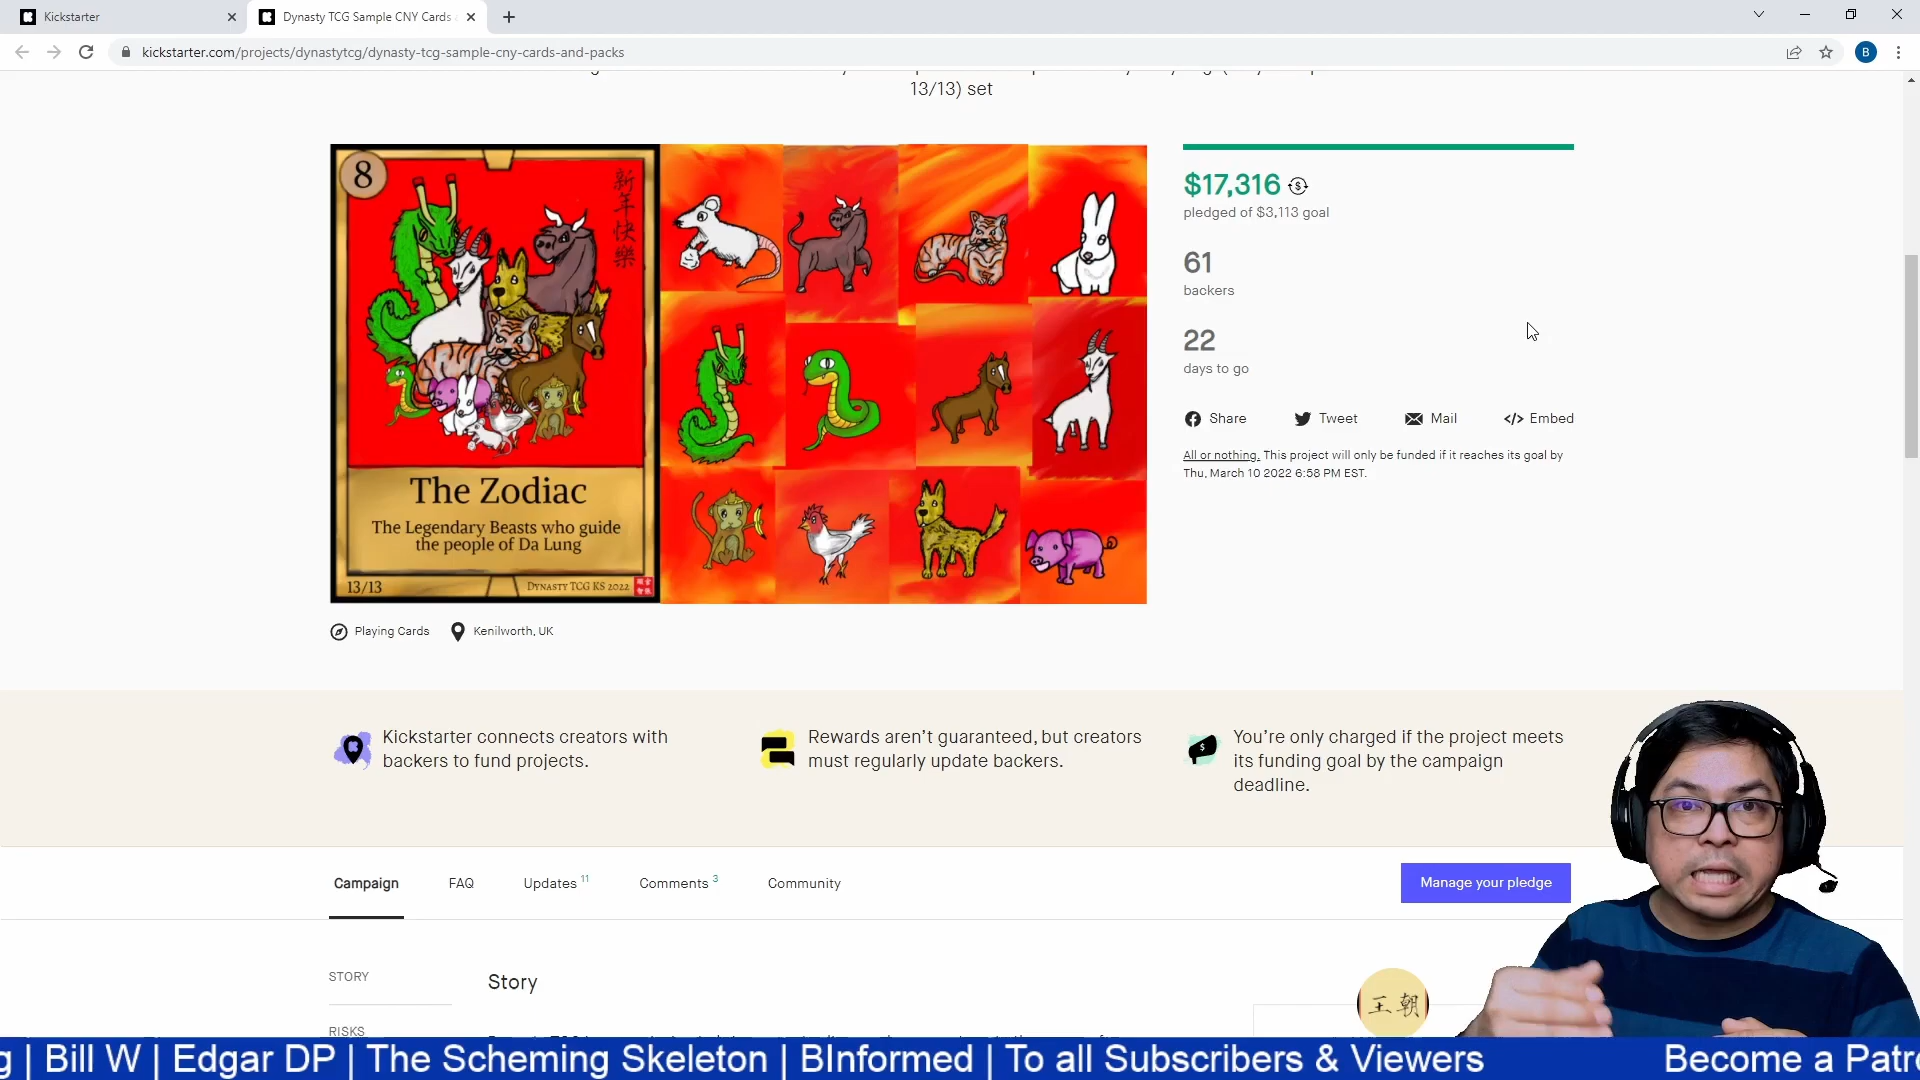 Kickstarter
Dynasty TCG Sample CNY Cards
kickstarter.com/projects/dynastytcg/dynasty-tcg-sample-cny-cards-and-packs
B
13/13) set
8
新年快樂
The Zodiac
The Legendary Beasts who guide
the people of Da Lung
13/13
DYNASTY TCG KS 2022
$17,316
pledged of $3,113 goal
61
backers
22
days to go
Share
Tweet
Mail
Embed
All or nothing. This project will only be funded if it reaches its goal by
Thu, March 10 2022 6:58 PM EST.
Playing Cards
Kenilworth, UK
Kickstarter connects creators with
backers to fund projects.
Rewards aren’t guaranteed, but creators
must regularly update backers.
You’re only charged if the project meets
its funding goal by the campaign
deadline.
Campaign
FAQ
Updates 11
Comments 3
Community
Manage your pledge
STORY
Story
RISKS
王朝
g | Bill W | Edgar DP | The Scheming Skeleton | BInformed | To all Subscribers & Viewers
Become a Patr